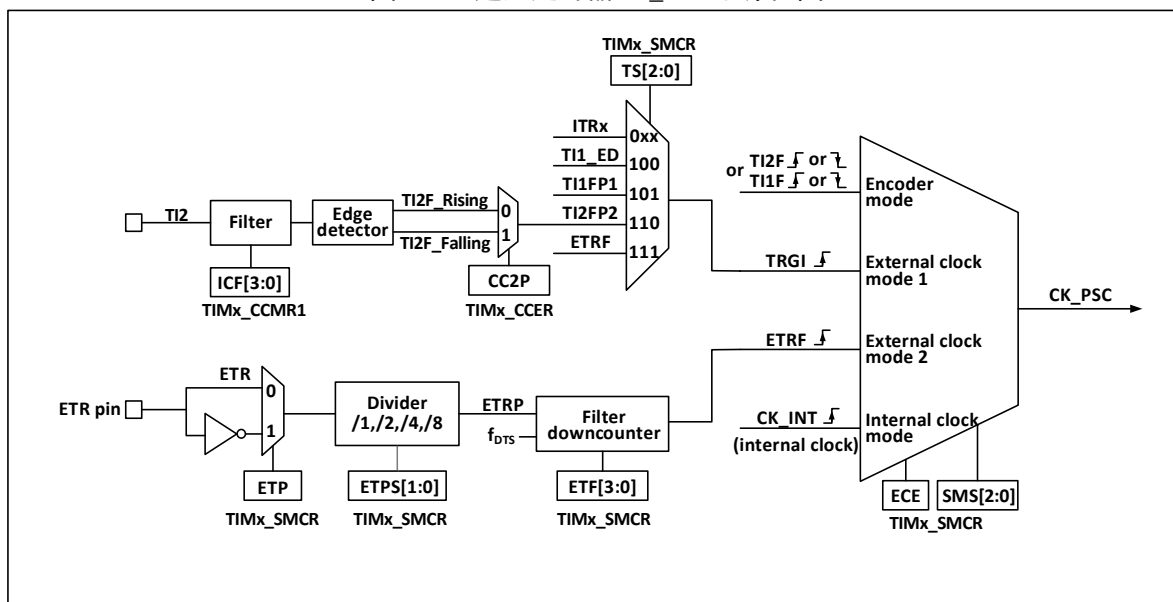 TIMx_SMCR
TS[2:0]
ITRx
0xx
TI1_ED
100
TI1FP1
101
TI2FP2
110
ETRF
111
TI2
Filter
Edge
detector
TI2F_Rising
0
TI2F_Falling
1
ICF[3:0]
TIMx_CCMR1
CC2P
TIMx_CCER
or
TI2F or
TI1F or
Encoder
mode
TRGI
External clock
mode 1
CK_PSC
ETRF
External clock
mode 2
CK_INT
(internal clock)
Internal clock
mode
ECE
SMS[2:0]
TIMx_SMCR
ETR pin
ETR
0
1
Divider
/1,/2,/4,/8
ETRP
fDTS
Filter
downcounter
ETP
TIMx_SMCR
ETPS[1:0]
TIMx_SMCR
ETF[3:0]
TIMx_SMCR